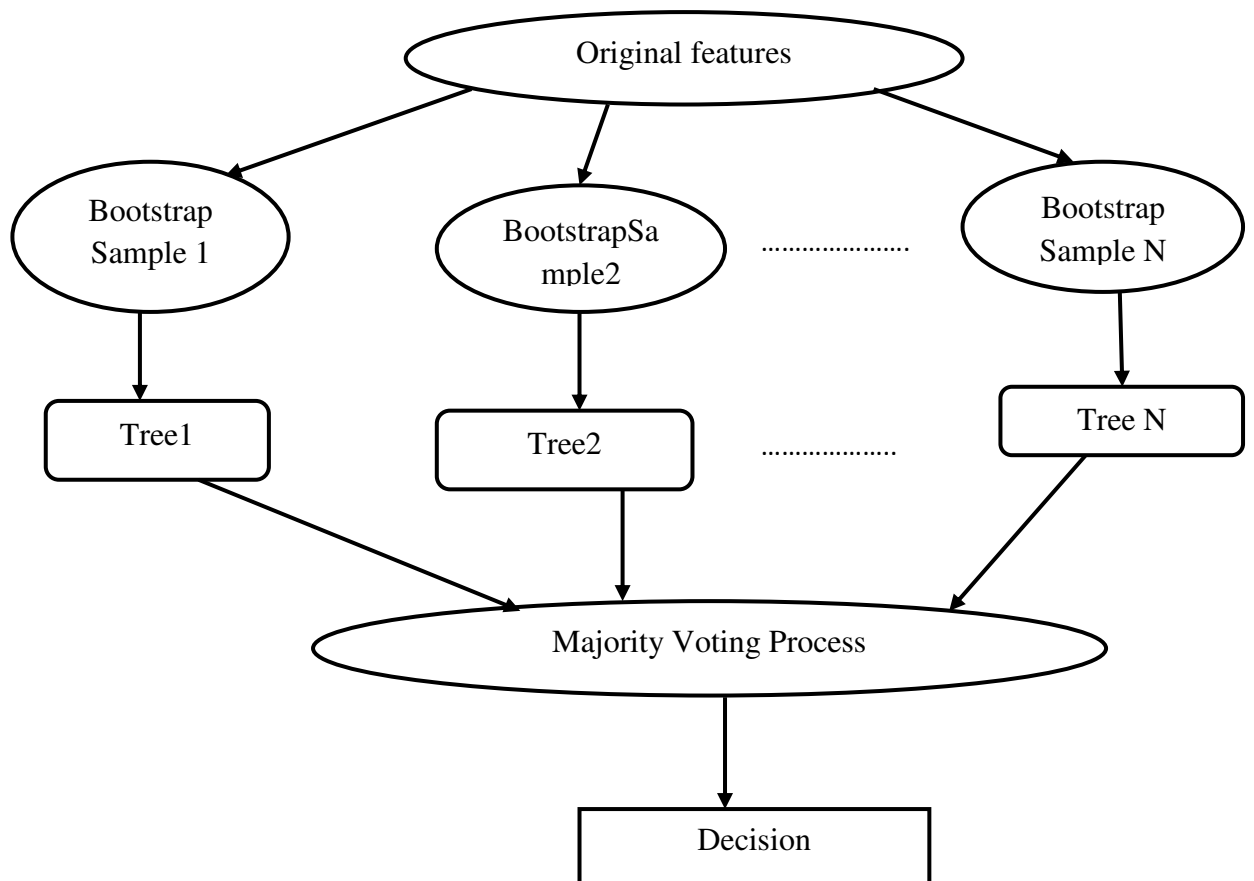 Original features
Bootstrap
Sample 1
BootstrapSa
mple2
…………………..
Bootstrap
Sample N
Tree1
Tree2
………………..
Tree N
Majority Voting Process
Decision